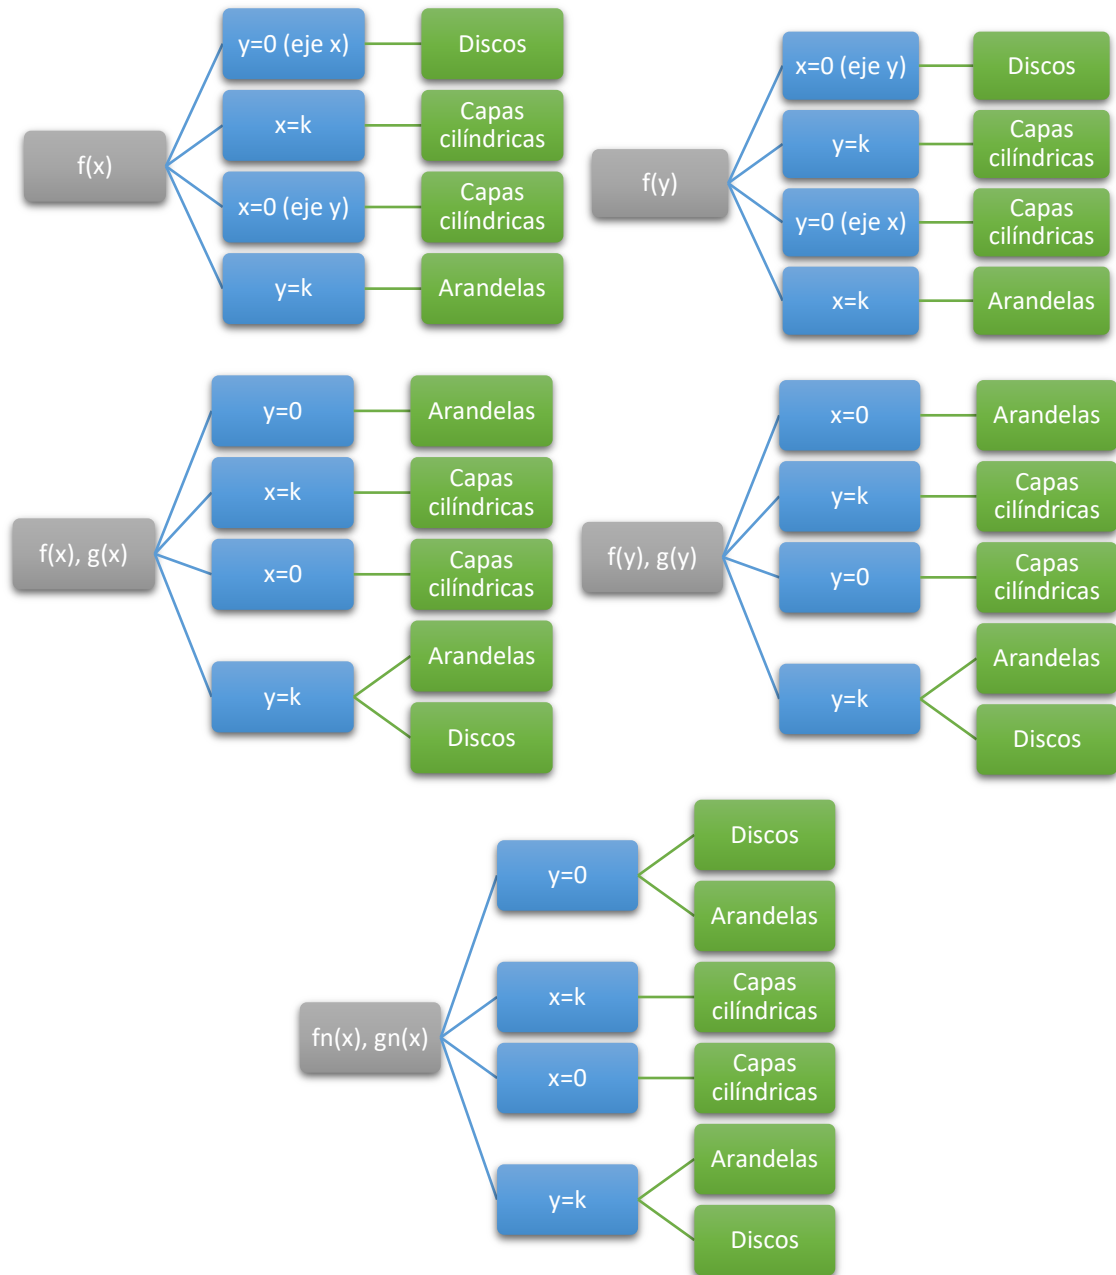 f(x)
y=0 (eje x)
Discos
x=k
Capas
cilíndricas
x=0 (eje y)
Capas
cilíndricas
y=k
Arandelas
f(y)
x=0 (eje y)
Discos
y=k
Capas
cilíndricas
y=0 (eje x)
Capas
cilíndricas
x=k
Arandelas
f(x), g(x)
y=0
Arandelas
x=k
Capas
cilíndricas
x=0
Capas
cilíndricas
y=k
Arandelas
Discos
f(y), g(y)
x=0
Arandelas
y=k
Capas
cilíndricas
y=0
Capas
cilíndricas
y=k
Arandelas
Discos
fn(x), gn(x)
y=0
Discos
Arandelas
x=k
Capas
cilíndricas
x=0
Capas
cilíndricas
y=k
Arandelas
Discos